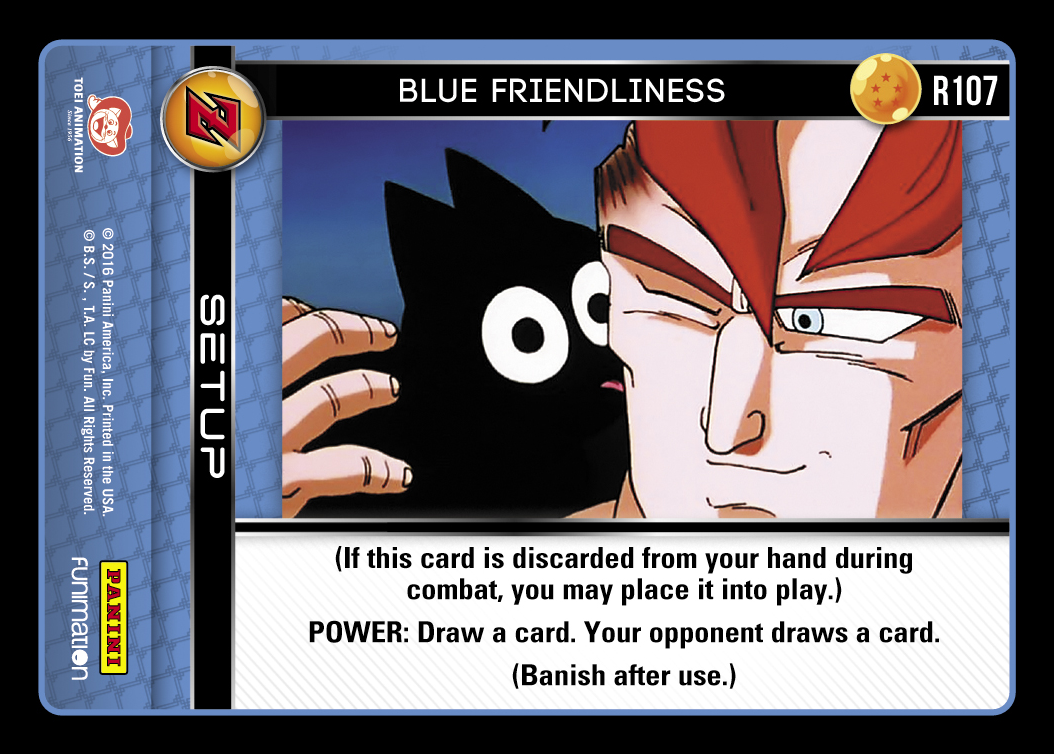 BLUE FRIENDLINESS
R107
SETUP
(If this card is discarded from your hand during
combat, you may place it into play.)
POWER: Draw a card. Your opponent draws a card.
(Banish after use.)
TOEI ANIMATION
Since 1956
© 2016 Panini America, Inc. Printed in the USA.
© B.S. / S. , T.A. LC by Fun. All Rights Reserved.
PANINI
FUNIMATION